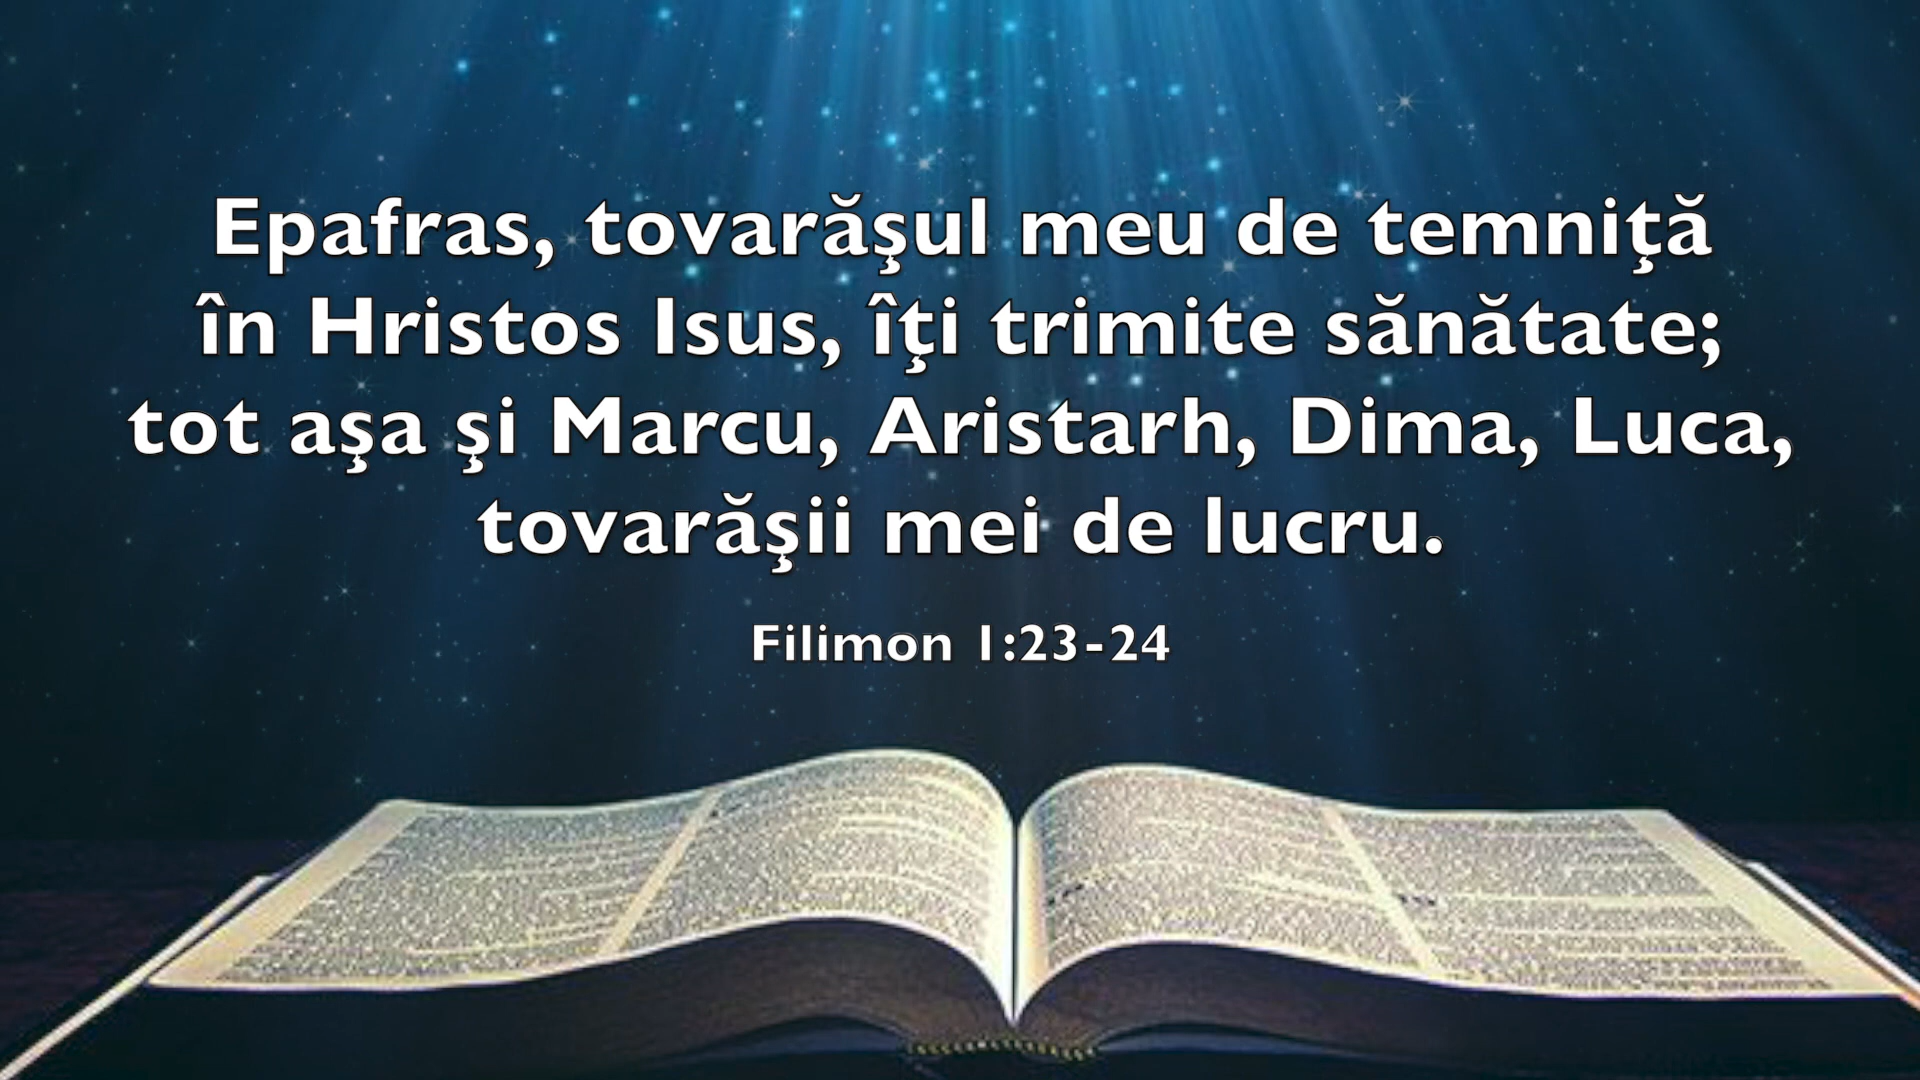 Epafras, tovarăşul meu de temniţă
în Hristos Isus, îţi trimite sănătate;
tot aşa şi Marcu, Aristarh, Dima, Luca,
tovarăşii mei de lucru.
Filimon 1:23-24